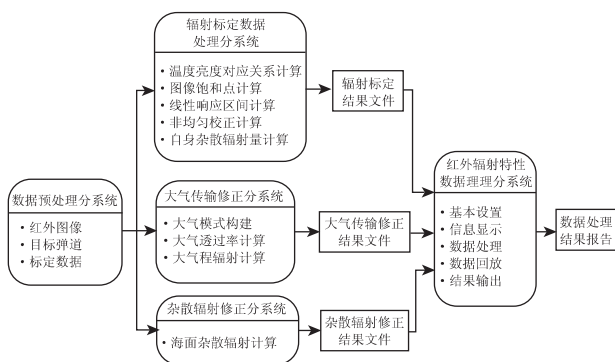 辐射标定数据
处理分系统
• 温度亮度对应关系计算
• 图像饱和点计算
• 线性响应区间计算
• 非均匀校正计算
• 自身杂散辐射量计算
辐射标定
结果文件
数据预处理分系统
• 红外图像
• 目标弹道
• 标定数据
大气传输修正分系统
• 大气模式构建
• 大气透过率计算
• 大气程辐射计算
大气传输修正
结果文件
杂散辐射修正分系统
• 海面杂散辐射计算
杂散辐射修正
结果文件
红外辐射特性
数据理理分系统
• 基本设置
• 信息显示
• 数据处理
• 数据回放
• 结果输出
数据处理
结果报告